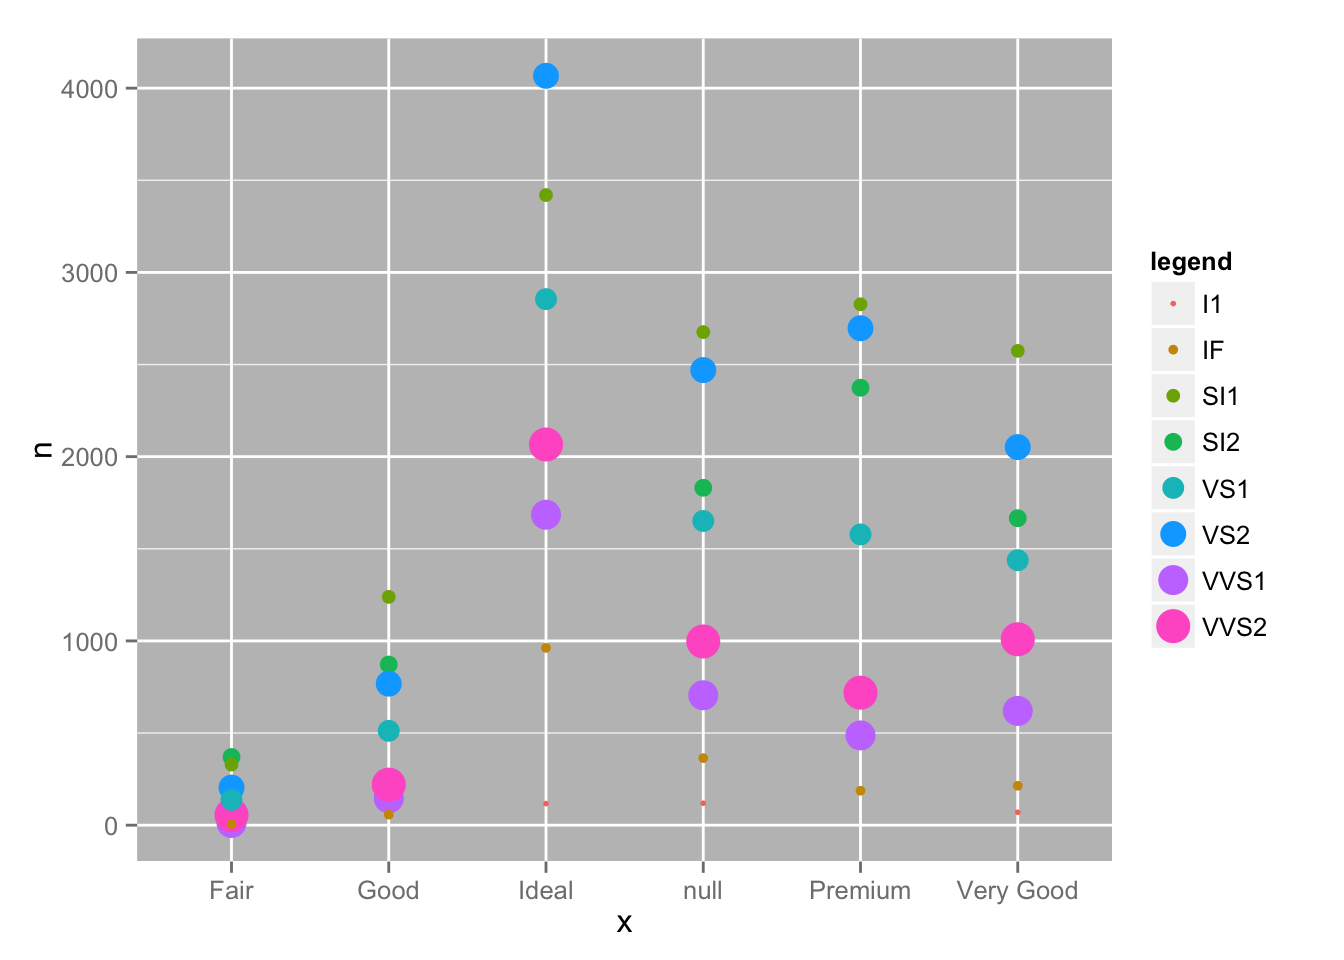 4000
3000
2000
1000
0
n
Fair Good Ideal null Premium Very Good
x
legend
I1
IF
SI1
SI2
VS1
VS2
VVS1
VVS2